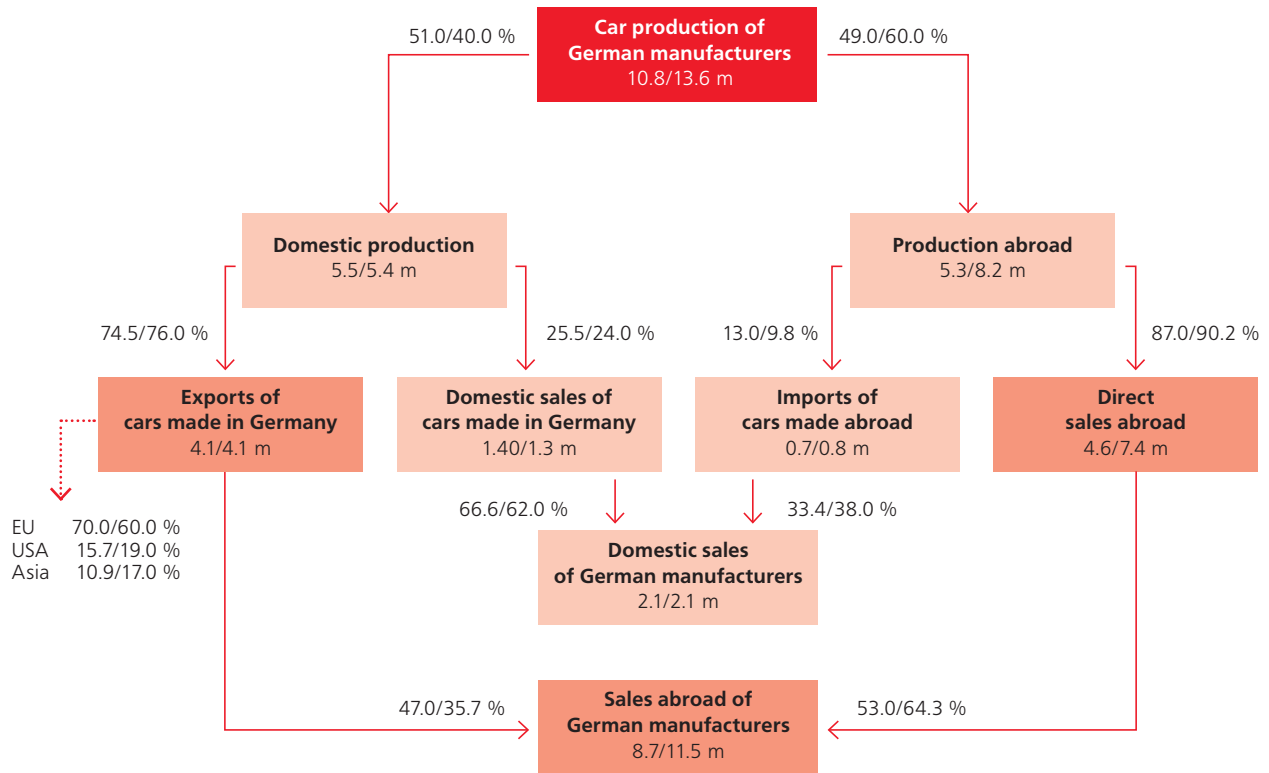 51.0/40.0 %
Car production of
German manufacturers
10.8/13.6 m
49.0/60.0 %
Domestic production
5.5/5.4 m
Production abroad
5.3/8.2 m
74.5/76.0 %
25.5/24.0 %
13.0/9.8 %
87.0/90.2 %
Exports of
cars made in Germany
4.1/4.1 m
Domestic sales of
cars made in Germany
1.40/1.3 m
Imports of
cars made abroad
0.7/0.8 m
Direct
sales abroad
4.6/7.4 m
66.6/62.0 %
33.4/38.0 %
EU 70.0/60.0 %
USA 15.7/19.0 %
Asia 10.9/17.0 %
Domestic sales
of German manufacturers
2.1/2.1 m
47.0/35.7 %
Sales abroad of
German manufacturers
8.7/11.5 m
53.0/64.3 %